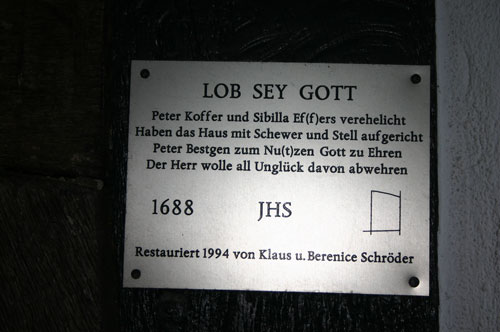 LOB SEY GOTT
Peter Koffer und Sibilla Ef(f)ers verehelicht
Haben das Haus mit Schewer und Stell aufgericht
Peter Bestgen zum Nu(t)zen Gott zu Ehren
Der Herr wolle all Unglück davon abwehren
1688 JHS
Restauriert 1994 von Klaus u. Berenice Schröder